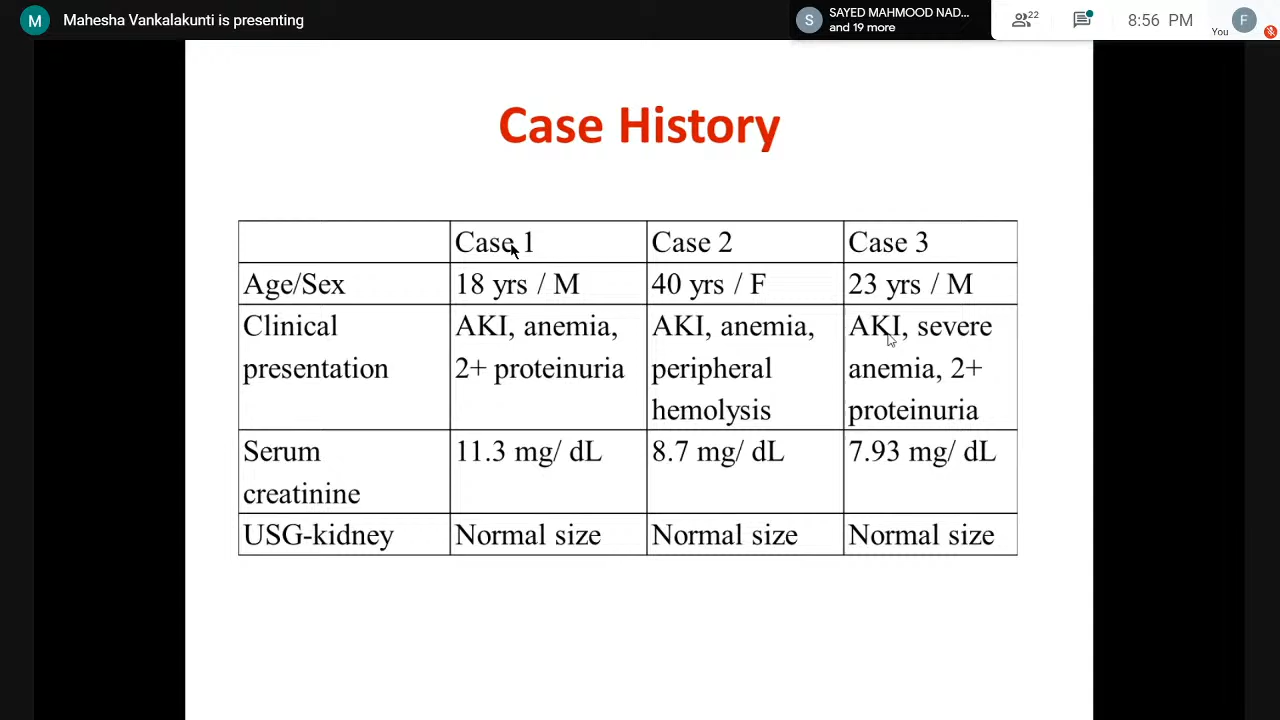 M Mahesha Vankalakunti is presenting
S SAYED MAHMOOD NAD...
and 19 more
22
8:56 PM
You
F
Case History
Case 1 Case 2 Case 3
Age/Sex 18 yrs / M 40 yrs / F 23 yrs / M
Clinical AKI, anemia, AKI, anemia, AKI, severe
presentation 2+ proteinuria peripheral anemia, 2+
hemolysis proteinuria
Serum 11.3 mg/ dL 8.7 mg/ dL 7.93 mg/ dL
creatinine
USG-kidney Normal size Normal size Normal size